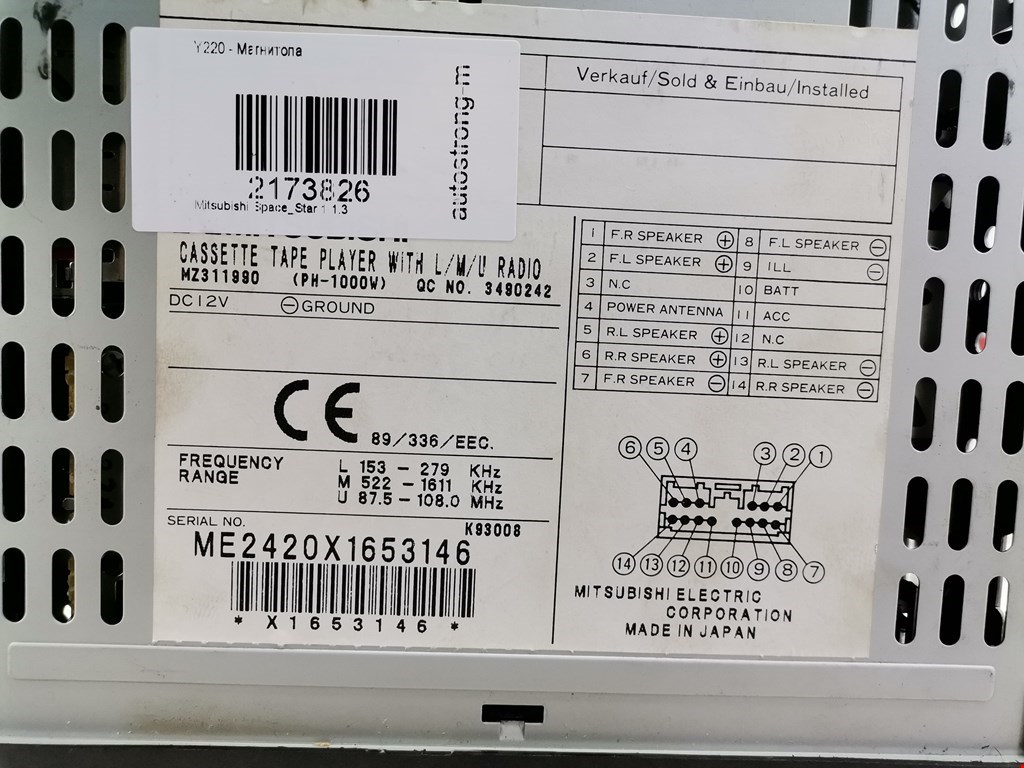 Y220 - Магнитола
2173826
Mitsubishi Space_Star 1 1.3
autostrong-m
Verkauf/Sold & Einbau/Installed
CASSETTE TAPE PLAYER WITH L/M/U RADIO
MZ311990 (PH-1000W) QC NO. 3490242
DC12V ⊖GROUND
CE 89/336/EEC.
FREQUENCY RANGE
L 153 – 279 KHz
M 522 – 1611 KHz
U 87.5 – 108.0 MHz
SERIAL NO. K93008
ME2420X1653146
* X1653146 *
1 F.R SPEAKER ⊕ 8 F.L SPEAKER ⊖
2 F.L SPEAKER ⊕ 9 ILL ⊖
3 N.C 10 BATT
4 POWER ANTENNA 11 ACC
5 R.L SPEAKER ⊕ 12 N.C
6 R.R SPEAKER ⊕ 13 R.L SPEAKER ⊖
7 F.R SPEAKER ⊖ 14 R.R SPEAKER ⊖
6 5 4 3 2 1
14 13 12 11 10 9 8 7
MITSUBISHI ELECTRIC
CORPORATION
MADE IN JAPAN